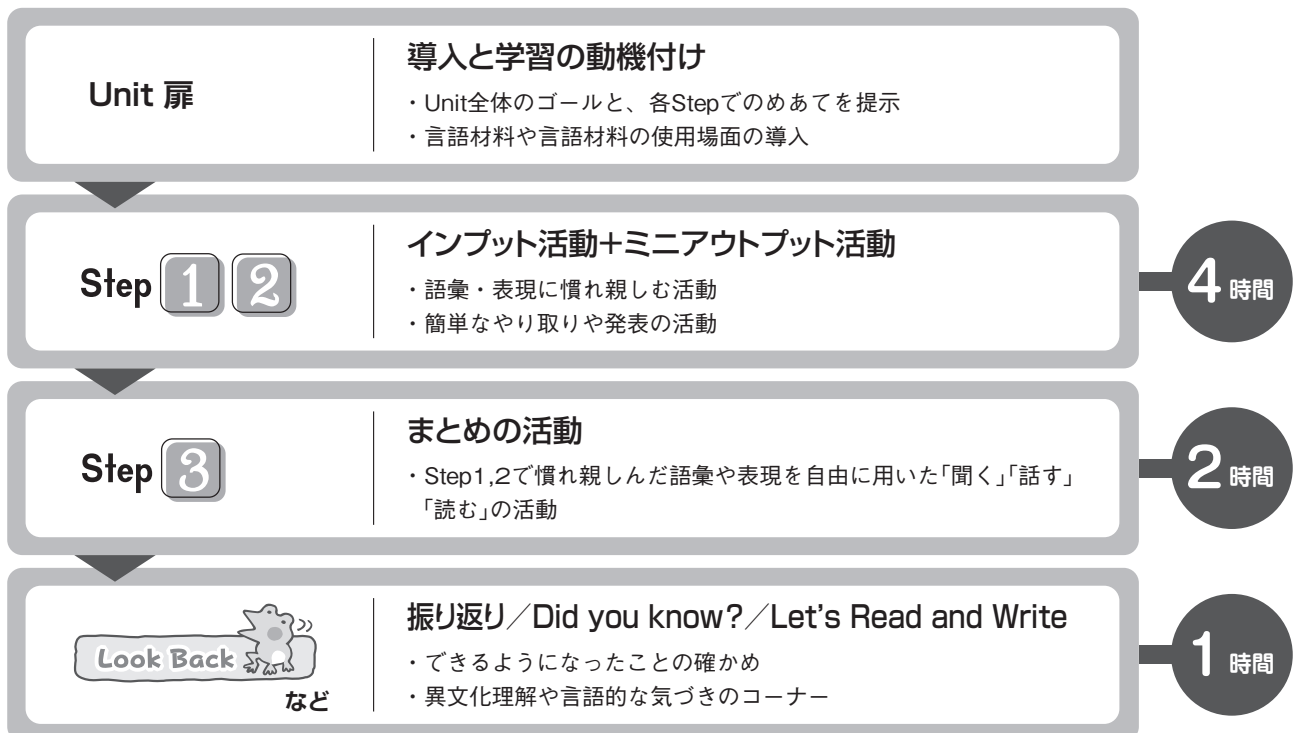 Unit 扉
導入と学習の動機付け
・Unit全体のゴールと、各Stepでのめあてを提示
・言語材料や言語材料の使用場面の導入
Step 1 2
インプット活動+ミニアウトプット活動
・語彙・表現に慣れ親しむ活動
・簡単なやり取りや発表の活動
4 時間
Step 3
まとめの活動
・Step1,2で慣れ親しんだ語彙や表現を自由に用いた「聞く」「話す」
「読む」の活動
2 時間
Look Back
など
振り返り/Did you know?/Let's Read and Write
・できるようになったことの確かめ
・異文化理解や言語的な気づきのコーナー
1 時間